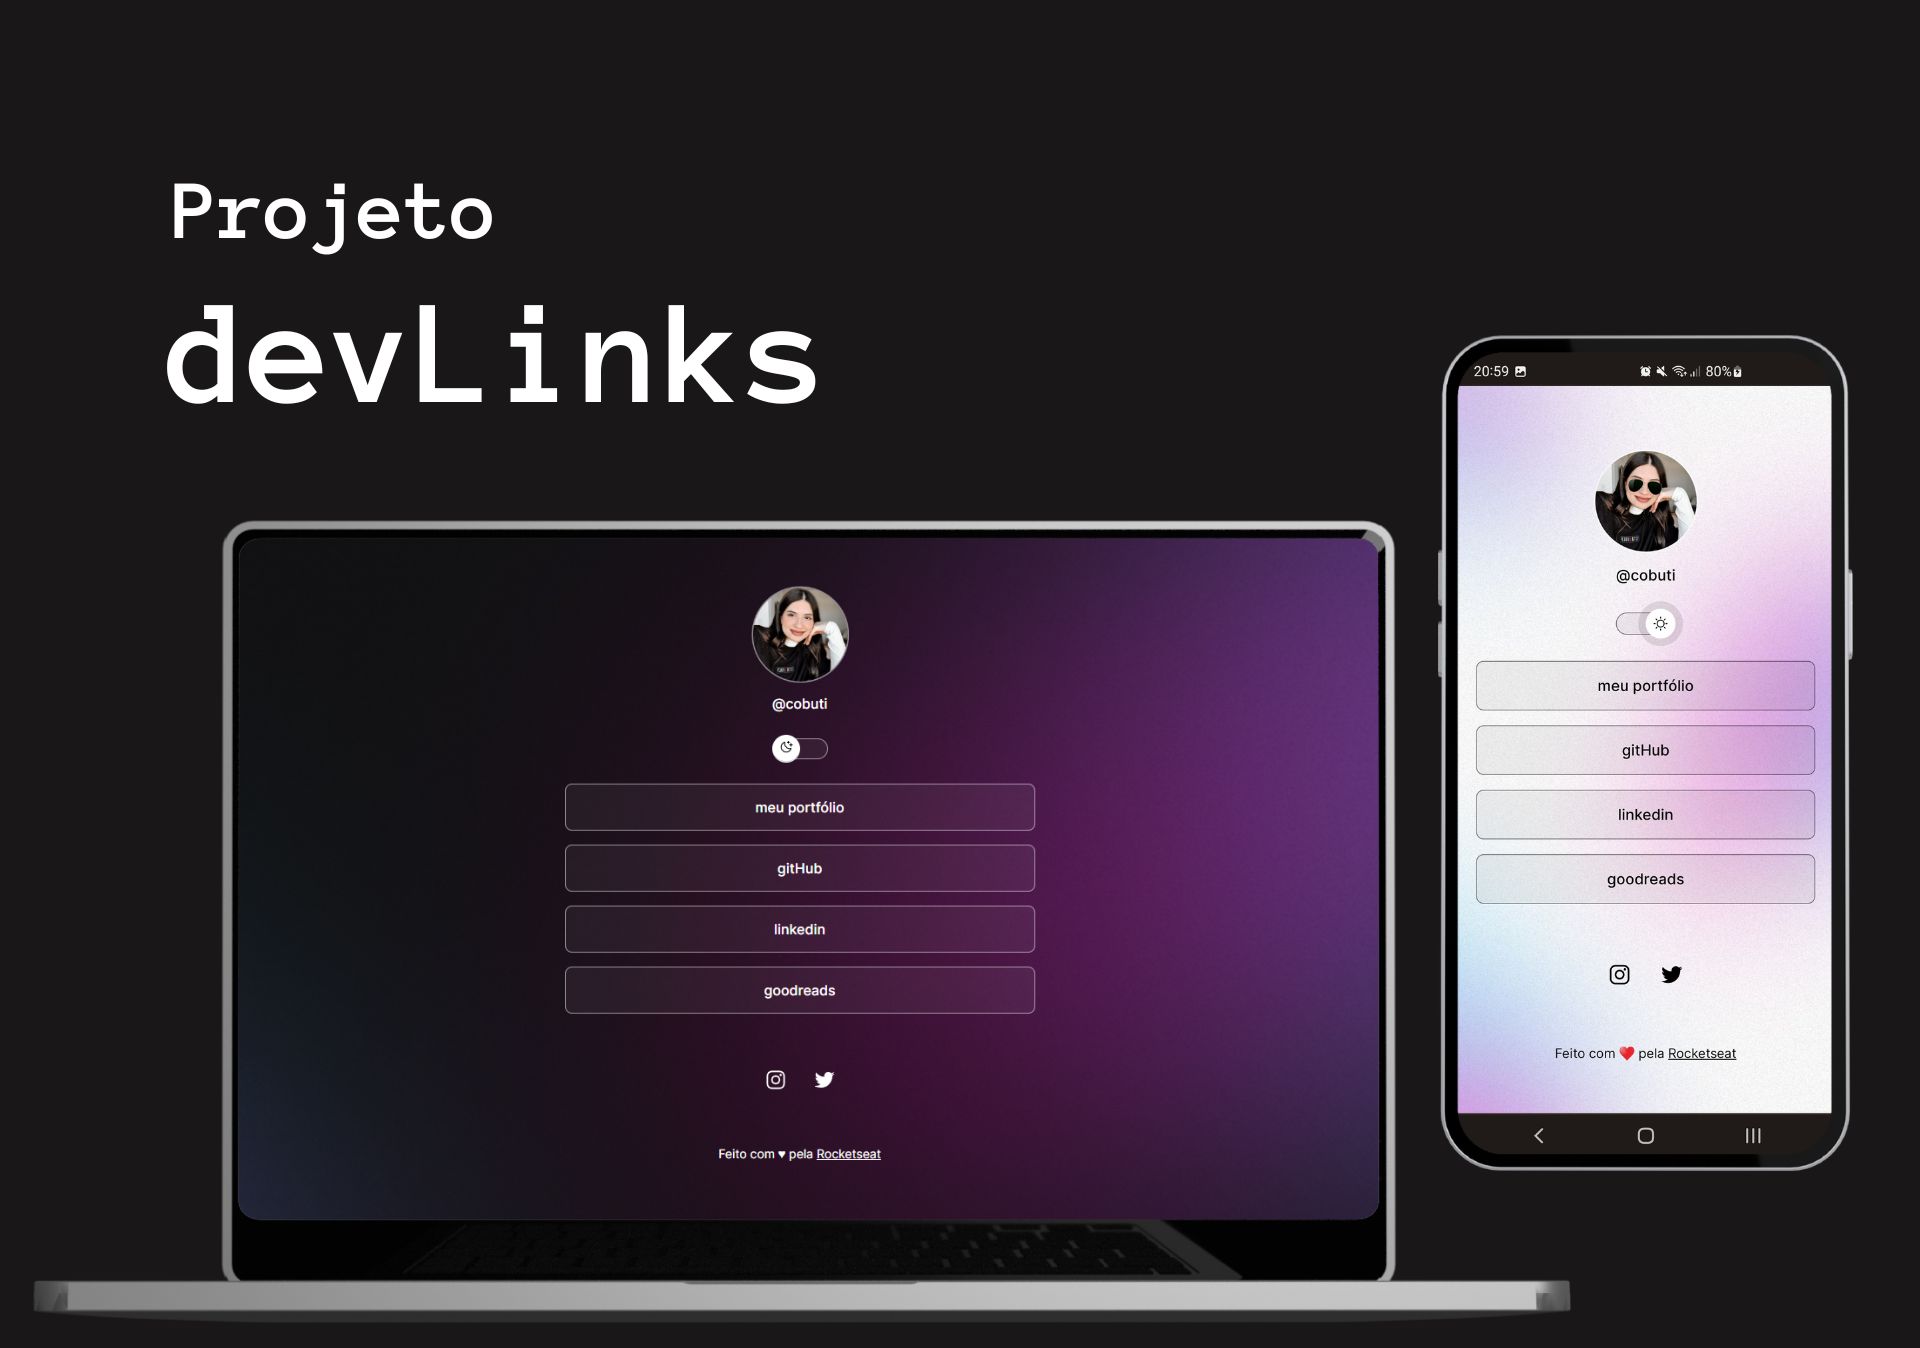 Projeto
devLinks
@cobuti
meu portfólio
gitHub
linkedin
goodreads
Feito com ♥ pela Rocketseat
20:59
80%
@cobuti
meu portfólio
gitHub
linkedin
goodreads
Feito com ❤️ pela Rocketseat